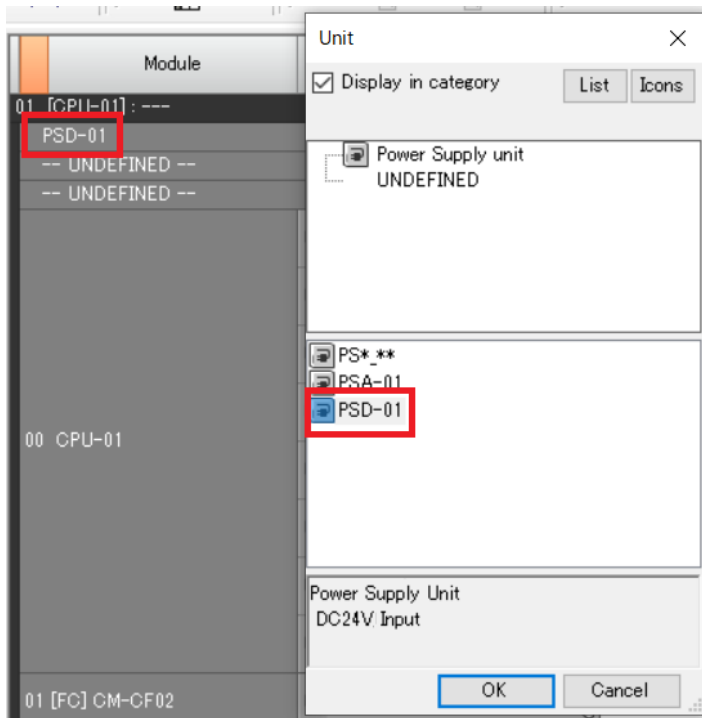 Module
01 [CPU-01] : ---
PSD-01
-- UNDEFINED --
-- UNDEFINED --
00 CPU-01
01 [FC] CM-CF02
Unit
Display in category
List
Icons
Power Supply unit
UNDEFINED
PS*_**
PSA-01
PSD-01
Power Supply Unit
DC24V Input
OK
Cancel